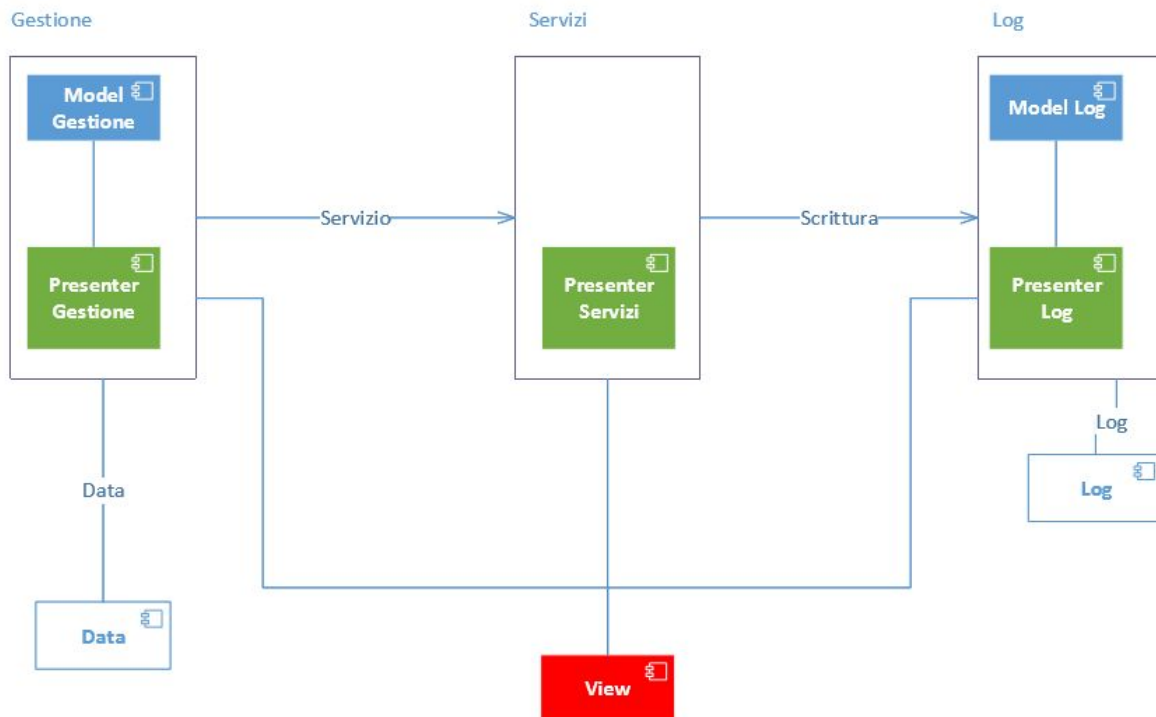 Gestione
Servizi
Log
Model
Gestione
Model Log
Servizio
Scrittura
Presenter
Gestione
Presenter
Servizi
Presenter
Log
Log
Log
Data
Data
View